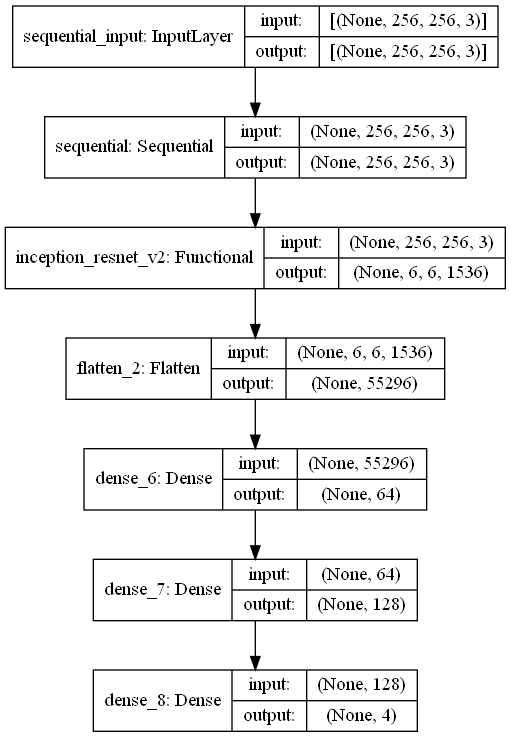 sequential_input: InputLayer input: [(None, 256, 256, 3)]
output: [(None, 256, 256, 3)]
sequential: Sequential input: (None, 256, 256, 3)
output: (None, 256, 256, 3)
inception_resnet_v2: Functional input: (None, 256, 256, 3)
output: (None, 6, 6, 1536)
flatten_2: Flatten input: (None, 6, 6, 1536)
output: (None, 55296)
dense_6: Dense input: (None, 55296)
output: (None, 64)
dense_7: Dense input: (None, 64)
output: (None, 128)
dense_8: Dense input: (None, 128)
output: (None, 4)